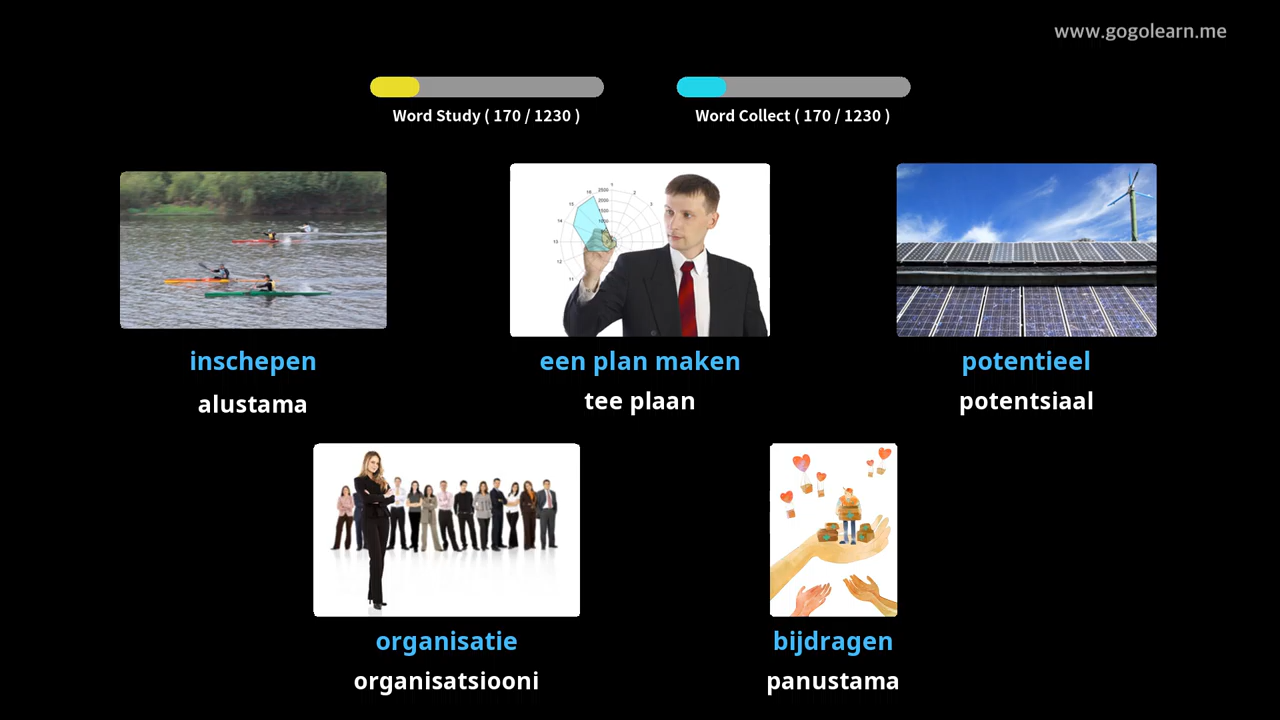 www.gogolearn.me
Word Study ( 170 / 1230 )
Word Collect ( 170 / 1230 )
inschepen
een plan maken
potentieel
alustama
tee plaan
potentsiaal
organisatie
bijdragen
organisatsiooni
panustama